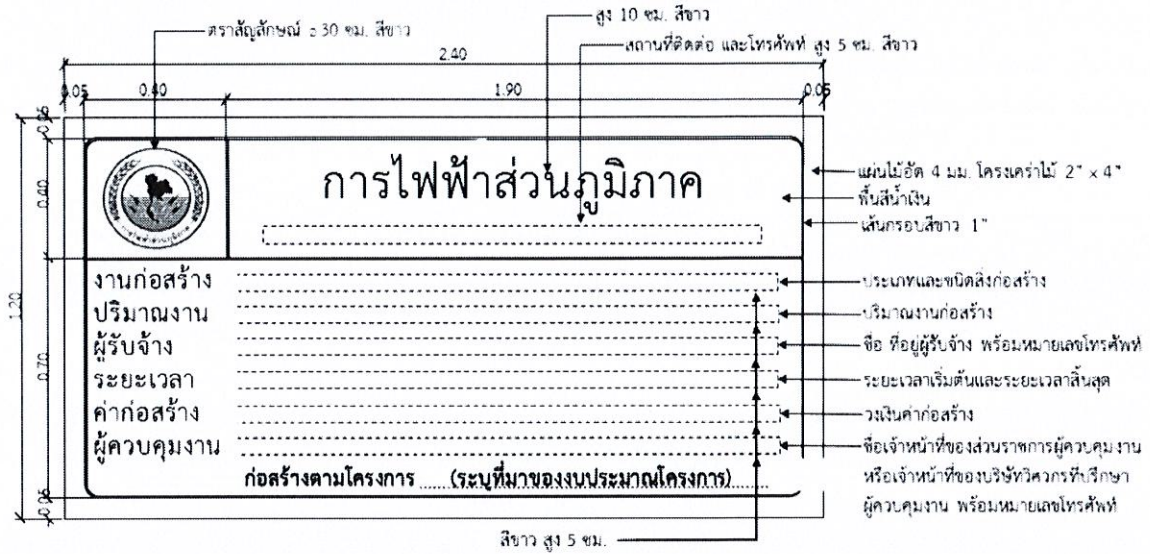 ตราสัญลักษณ์ ⌀30 ซม. สีขาว
สูง 10 ซม. สีขาว
สถานที่ติดต่อ และโทรศัพท์ สูง 5 ซม. สีขาว
2.40
0.05 0.40 1.90 0.05
0.05
0.40
1.20
0.70
0.05
การไฟฟ้าส่วนภูมิภาค
แผ่นไม้อัด 4 มม. โครงเคร่าไม้ 2" x 4"
พื้นสีน้ำเงิน
เส้นกรอบสีขาว 1"
งานก่อสร้าง
ประเภทและชนิดสิ่งก่อสร้าง
ปริมาณงาน
ปริมาณงานก่อสร้าง
ผู้รับจ้าง
ชื่อ ที่อยู่ผู้รับจ้าง พร้อมหมายเลขโทรศัพท์
ระยะเวลา
ระยะเวลาเริ่มต้นและระยะเวลาสิ้นสุด
ค่าก่อสร้าง
วงเงินค่าก่อสร้าง
ผู้ควบคุมงาน
ชื่อเจ้าหน้าที่ของส่วนราชการผู้ควบคุมงาน
หรือเจ้าหน้าที่ของบริษัทวิศวกรที่ปรึกษา
ผู้ควบคุมงาน พร้อมหมายเลขโทรศัพท์
ก่อสร้างตามโครงการ ......(ระบุที่มาของงบประมาณโครงการ)......
สีขาว สูง 5 ซม.